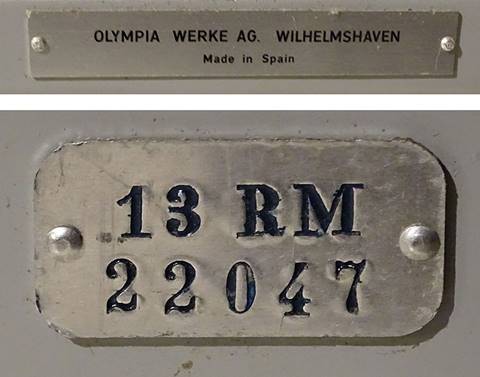 OLYMPIA WERKE AG. WILHELMSHAVEN
Made in Spain
13 RM
22047